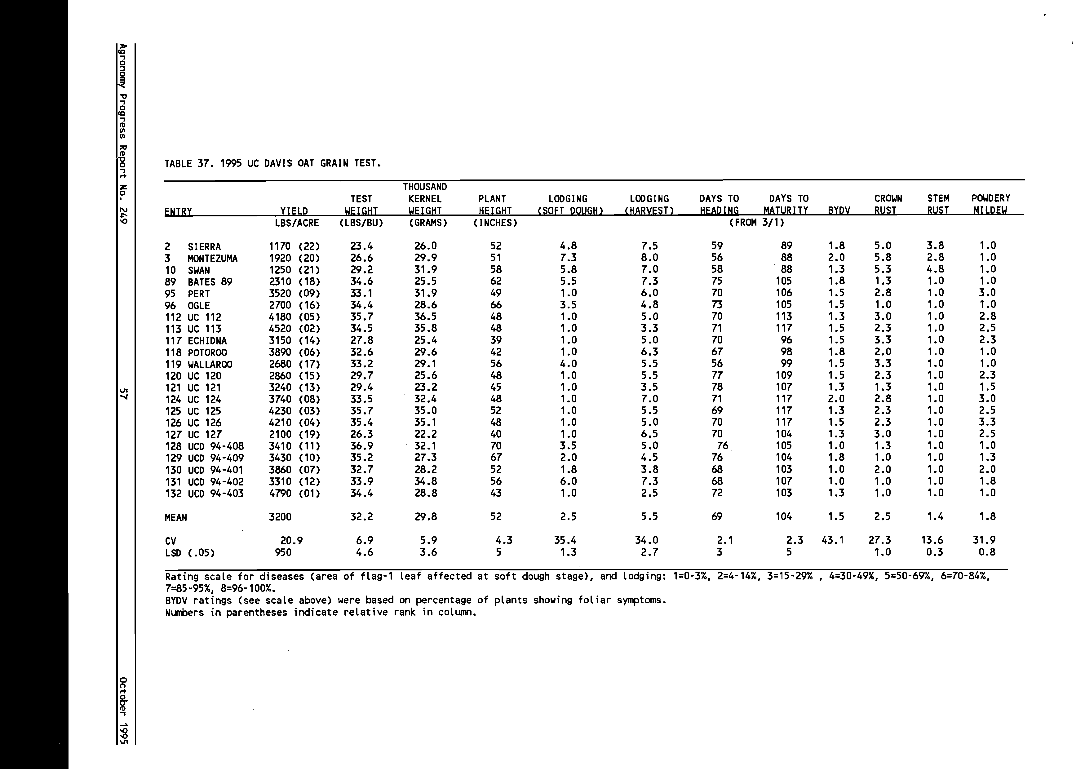 Agronomy Progress Report No. 249
TABLE 37. 1995 UC DAVIS OAT GRAIN TEST.
THOUSAND
TEST KERNEL PLANT LODGING LODGING DAYS TO DAYS TO CROWN STEM POWDERY
ENTRY YIELD WEIGHT WEIGHT HEIGHT (SOFT DOUGH) (HARVEST) HEADING MATURITY BYDV RUST RUST MILDEW
LBS/ACRE (LBS/BU) (GRAMS) (INCHES) (FROM 3/1)
2 SIERRA 1170 (22) 23.4 26.0 52 4.8 7.5 59 89 1.8 5.0 3.8 1.0
3 MONTEZUMA 1920 (20) 26.6 29.9 51 7.3 8.0 56 88 2.0 5.8 2.8 1.0
10 SWAN 1250 (21) 29.2 31.9 58 5.8 7.0 58 88 1.3 5.3 4.8 1.0
89 BATES 89 2310 (18) 34.6 25.5 62 5.5 7.3 75 105 1.8 1.3 1.0 1.0
95 PERT 3520 (09) 33.1 31.9 49 1.0 6.0 70 106 1.5 2.8 1.0 3.0
96 OGLE 2700 (16) 34.4 28.6 66 3.5 4.8 73 105 1.5 1.0 1.0 1.0
112 UC 112 4180 (05) 35.7 36.5 48 1.0 5.0 70 113 1.3 3.0 1.0 2.8
113 UC 113 4520 (02) 34.5 35.8 48 1.0 3.3 71 117 1.5 2.3 1.0 2.5
117 ECHIDNA 3150 (14) 27.8 25.4 39 1.0 5.0 70 96 1.5 3.3 1.0 2.3
118 POTOROO 3890 (06) 32.6 29.6 42 1.0 6.3 67 98 1.8 2.0 1.0 1.0
119 WALLAROO 2680 (17) 33.2 29.1 56 4.0 5.5 56 99 1.5 3.3 1.0 1.0
120 UC 120 2860 (15) 29.7 25.6 48 1.0 5.5 77 109 1.5 2.3 1.0 2.3
121 UC 121 3240 (13) 29.4 23.2 45 1.0 3.5 78 107 1.3 1.3 1.0 1.5
124 UC 124 3740 (08) 33.5 32.4 48 1.0 7.0 71 117 2.0 2.8 1.0 3.0
125 UC 125 4230 (03) 35.7 35.0 52 1.0 5.5 69 117 1.3 2.3 1.0 2.5
126 UC 126 4210 (04) 35.4 35.1 48 1.0 5.0 70 117 1.5 2.3 1.0 3.3
127 UC 127 2100 (19) 26.3 22.2 40 1.0 6.5 70 104 1.3 3.0 1.0 2.5
128 UCD 94-408 3410 (11) 36.9 32.1 70 3.5 5.0 76 105 1.0 1.3 1.0 1.0
129 UCD 94-409 3430 (10) 35.2 27.3 67 2.0 4.5 76 104 1.8 1.0 1.0 1.3
130 UCD 94-401 3860 (07) 32.7 28.2 52 1.8 3.8 68 103 1.0 2.0 1.0 2.0
131 UCD 94-402 3310 (12) 33.9 34.8 56 6.0 7.3 68 107 1.0 1.0 1.0 1.8
132 UCD 94-403 4790 (01) 34.4 28.8 43 1.0 2.5 72 103 1.3 1.0 1.0 1.0
MEAN 3200 32.2 29.8 52 2.5 5.5 69 104 1.5 2.5 1.4 1.8
CV 20.9 6.9 5.9 4.3 35.4 34.0 2.1 2.3 43.1 27.3 13.6 31.9
LSD (.05) 950 4.6 3.6 5 1.3 2.7 3 5 1.0 0.3 0.8
Rating scale for diseases (area of flag-1 leaf affected at soft dough stage), and lodging: 1=0-3%, 2=4-14%, 3=15-29% , 4=30-49%, 5=50-69%, 6=70-84%,
7=85-95%, 8=96-100%.
BYDV ratings (see scale above) were based on percentage of plants showing foliar symptoms.
Numbers in parentheses indicate relative rank in column.
57
October 1995